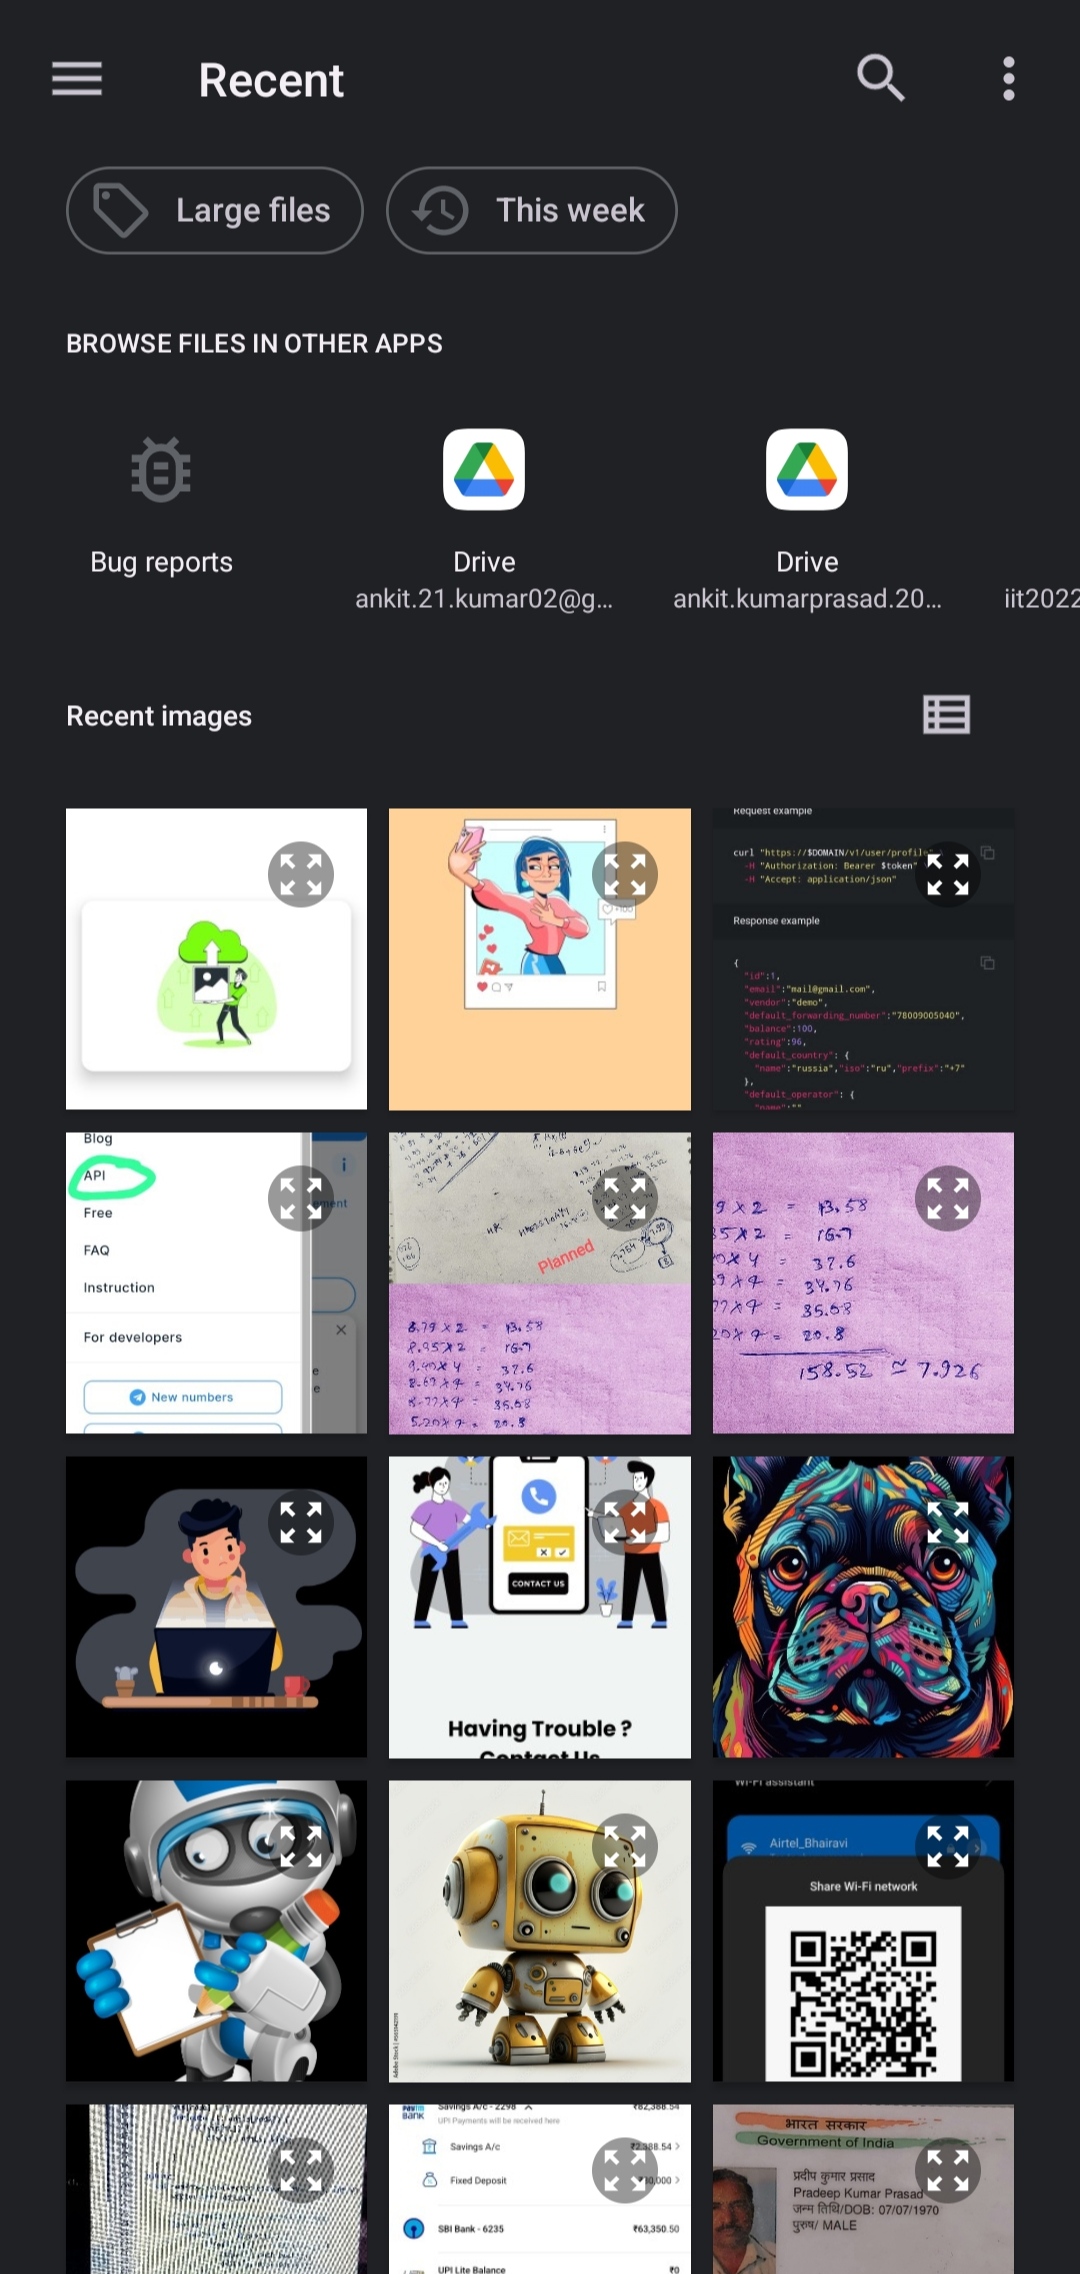 Recent
Large files
This week
BROWSE FILES IN OTHER APPS
Bug reports
Drive
ankit.21.kumar02@g...
Drive
ankit.kumarprasad.20...
iit2022
Recent images
Request example
curl "https://$DOMAIN/v1/user/profile"
-H "Authorization: Bearer $token"
-H "Accept: application/json"
Response example
{
"id":1,
"email":"mail@gmail.com",
"vendor":"demo",
"default_forwarding_number":"78009005040",
"balance":100,
"rating":96,
"default_country": {
"name":"russia","iso":"ru","prefix":"+7"
},
"default_operator": {
"name":""
Blog
API
Free
FAQ
Instruction
For developers
New numbers
Planned
8.79 X 2 = 13.58
8.95 X 2 = 16.7
9.40 X 4 = 37.6
8.69 X 4 = 34.76
8.77 X 4 = 35.08
5.20 X 4 = 20.8
9 X 2 = 13.58
5 X 2 = 16.7
0 X 4 = 37.6
9 X 4 = 34.76
77 X 4 = 35.08
20 X 4 = 20.8
158.52 ≃ 7.926
CONTACT US
Having Trouble ?
Contact Us
Wi-Fi assistant
Airtel_Bhairavi
Share Wi-Fi network
Savings A/c - 2298
₹82,388.54
BANK
UPI Payments will be received here
Savings A/c
₹2,388.54
Fixed Deposit
SBI Bank - 6235
₹63,350.50
UPI Lite Balance
₹0
भारत सरकार
Government of India
प्रदीप कुमार प्रसाद
Pradeep Kumar Prasad
जन्म तिथि/DOB: 07/07/1970
पुरुष/ MALE